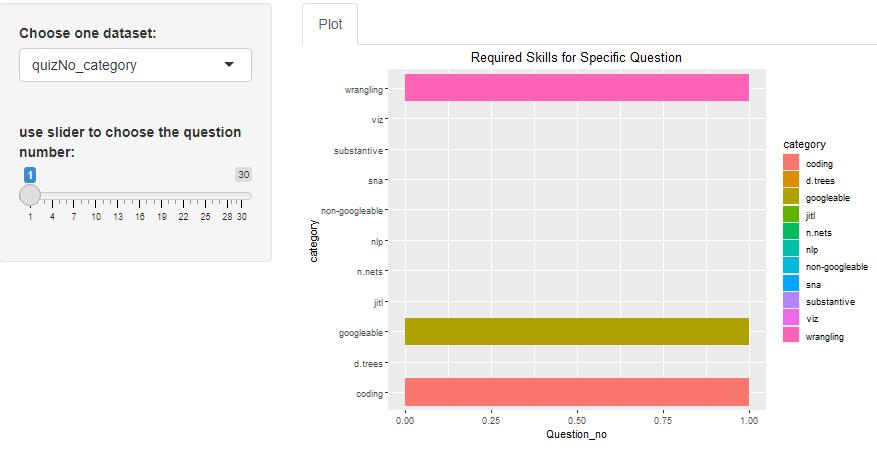 Choose one dataset:
quizNo_category
use slider to choose the question
number:
1
30
1 4 7 10 13 16 19 22 25 28 30
Plot
Required Skills for Specific Question
category
wrangling
viz
substantive
sna
non-googleable
nlp
n.nets
jitl
googleable
d.trees
coding
0.00 0.25 0.50 0.75 1.00
Question_no
category
coding
d.trees
googleable
jitl
n.nets
nlp
non-googleable
sna
substantive
viz
wrangling